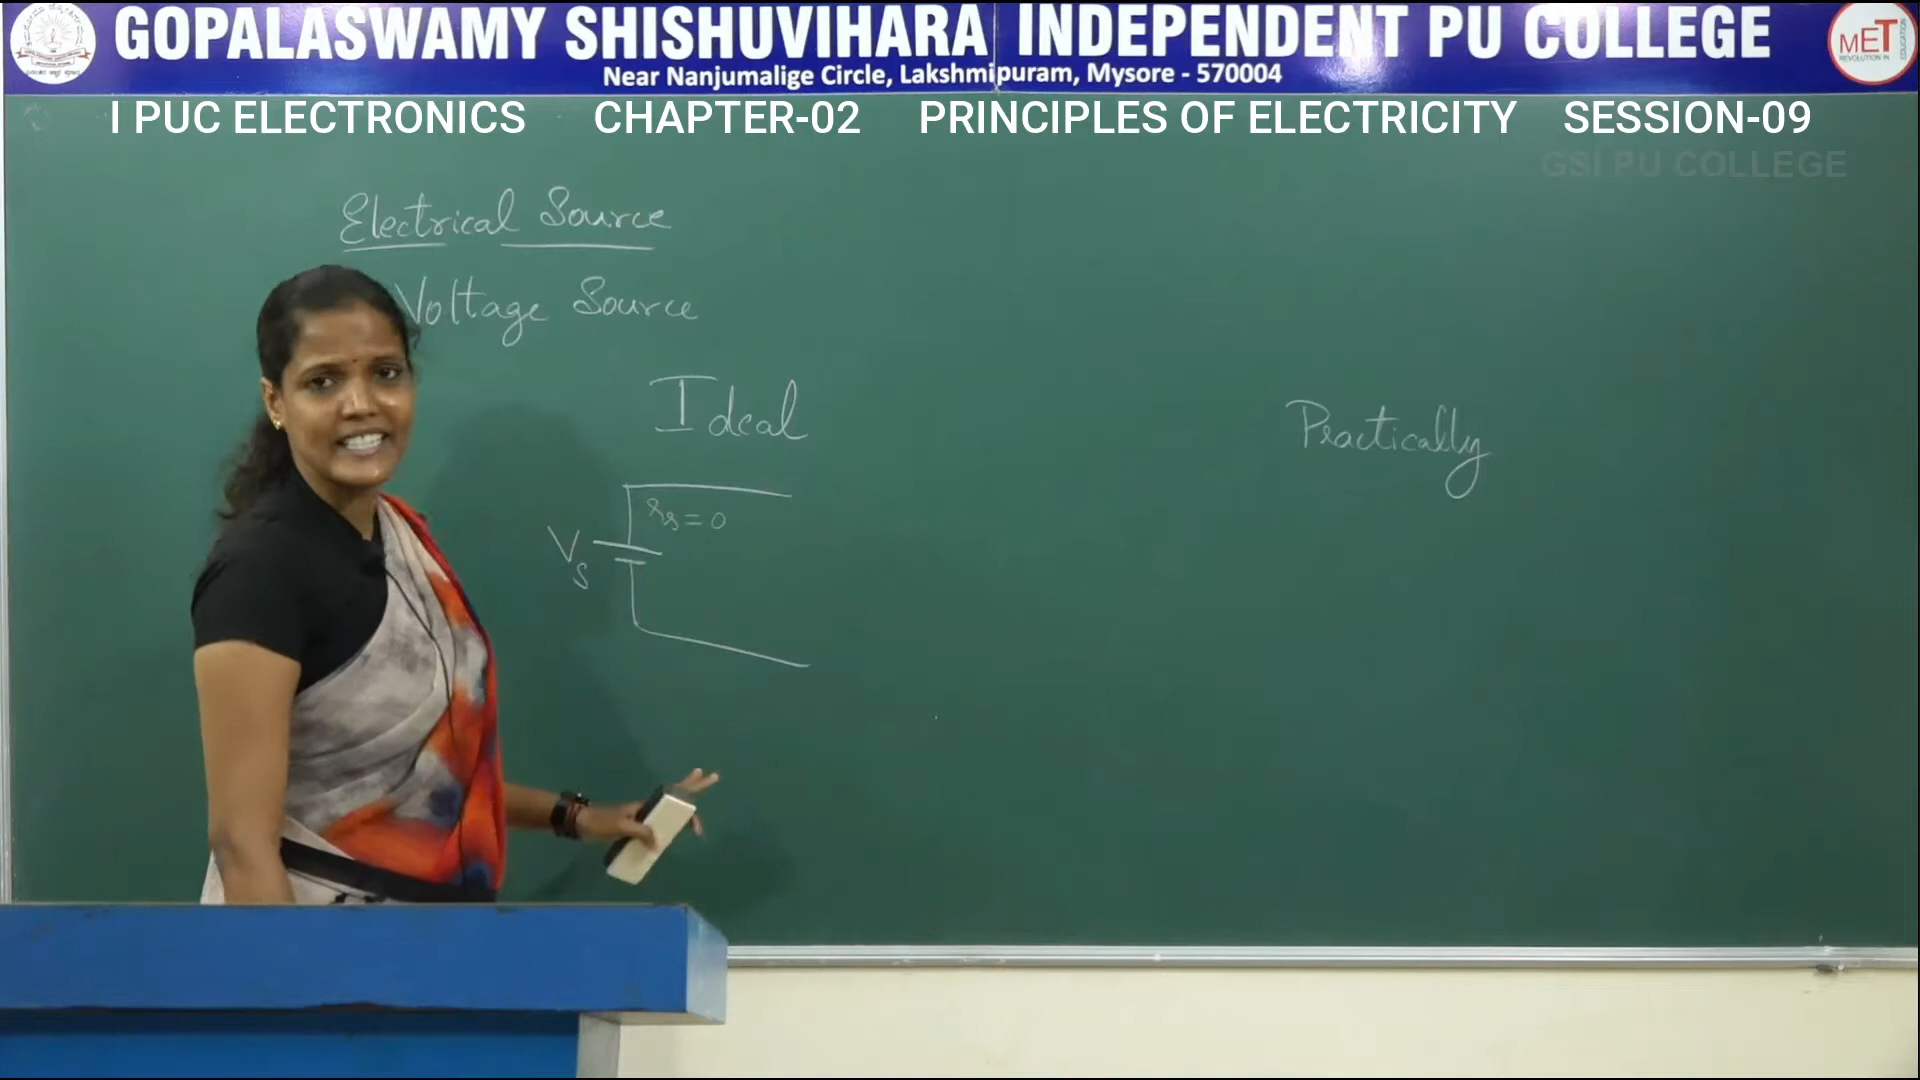 GOPALASWAMY SHISHUVIHARA INDEPENDENT PU COLLEGE
Near Nanjumalige Circle, Lakshmipuram, Mysore - 570004
MET
I PUC ELECTRONICS CHAPTER-02 PRINCIPLES OF ELECTRICITY SESSION-09
GSI PU COLLEGE
Electrical Source
Voltage Source
Ideal
Practically
rs = 0
Vs